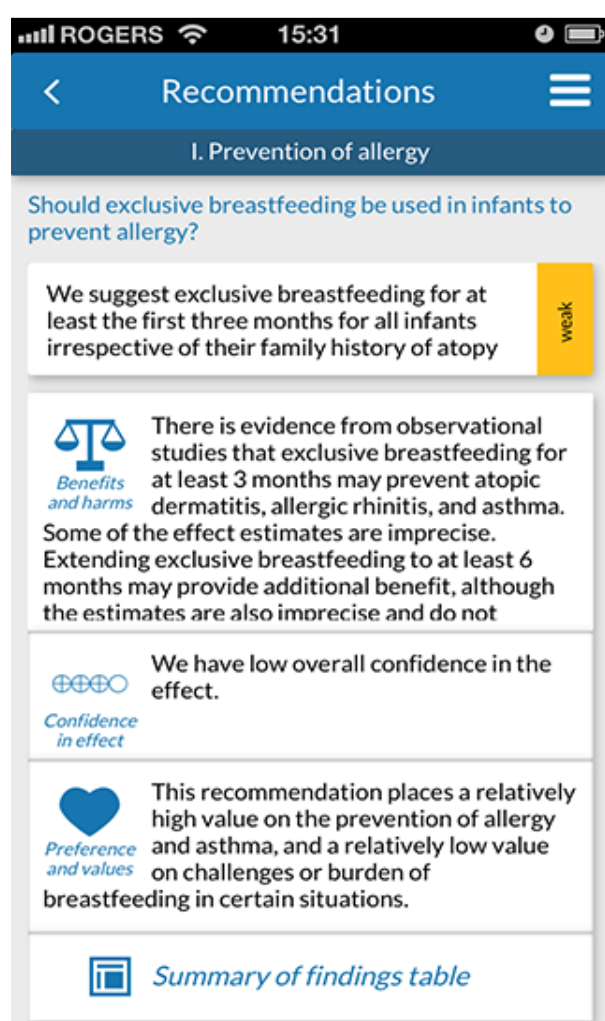 ROGERS 15:31
Recommendations
I. Prevention of allergy
Should exclusive breastfeeding be used in infants to
prevent allergy?
We suggest exclusive breastfeeding for at
least the first three months for all infants
irrespective of their family history of atopy
weak
Benefits
and harms
There is evidence from observational
studies that exclusive breastfeeding for
at least 3 months may prevent atopic
dermatitis, allergic rhinitis, and asthma.
Some of the effect estimates are imprecise.
Extending exclusive breastfeeding to at least 6
months may provide additional benefit, although
the estimates are also imprecise and do not
Confidence
in effect
We have low overall confidence in the
effect.
Preference
and values
This recommendation places a relatively
high value on the prevention of allergy
and asthma, and a relatively low value
on challenges or burden of
breastfeeding in certain situations.
Summary of findings table